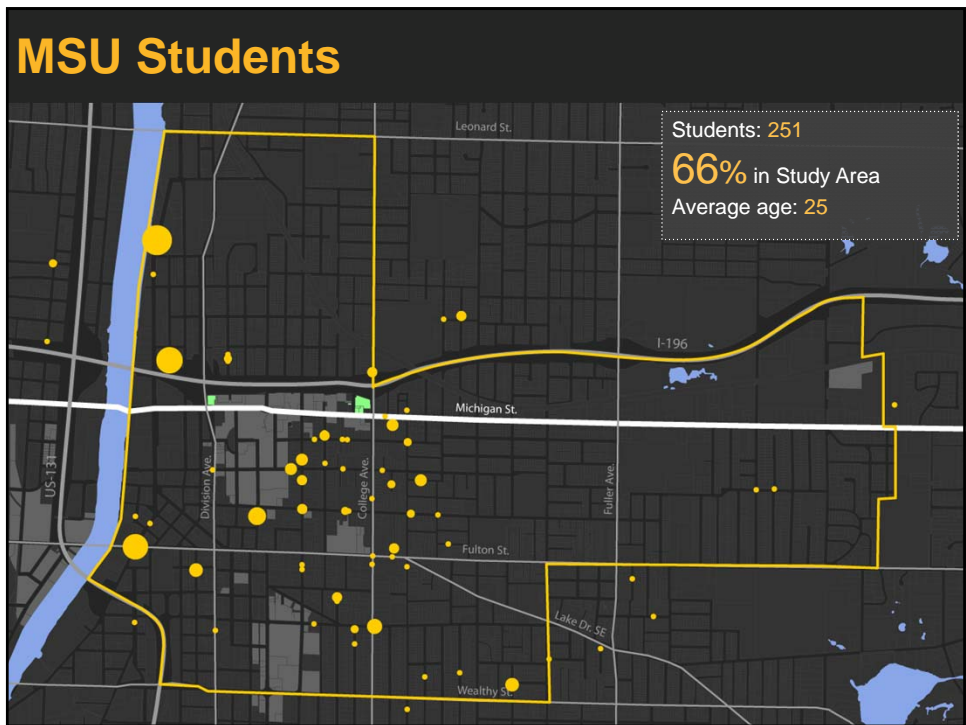 MSU Students
Students: 251
66% in Study Area
Average age: 25
Leonard St.
I-196
Michigan St.
US-131
Division Ave.
College Ave.
Fuller Ave.
Fulton St.
Lake Dr. SE
Wealthy St.